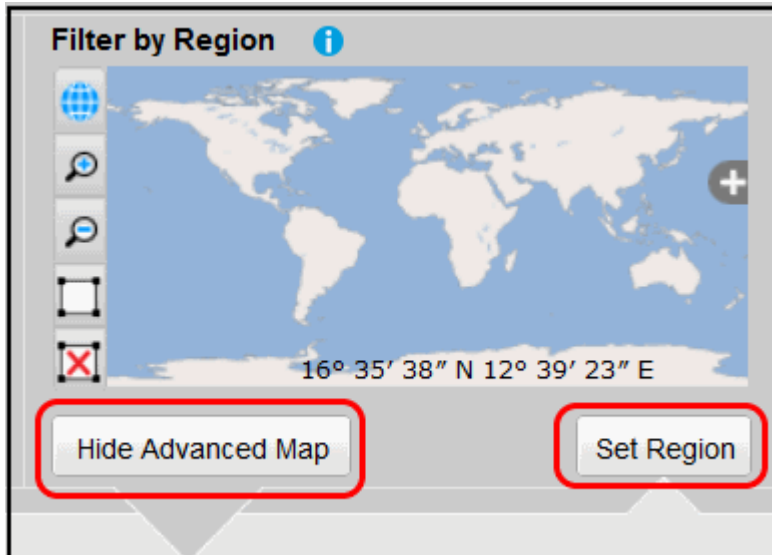 Filter by Region i
16° 35′ 38″ N 12° 39′ 23″ E
Hide Advanced Map
Set Region